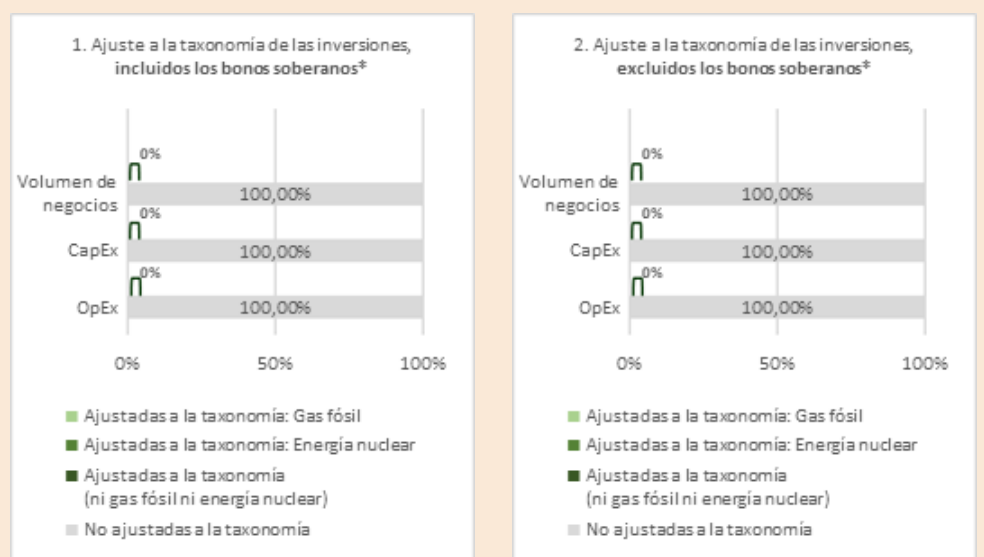 1. Ajuste a la taxonomía de las inversiones,
incluidos los bonos soberanos*
0%
Volumen de
negocios
100,00%
0%
CapEx
100,00%
0%
OpEx
100,00%
0%
50%
100%
Ajustadas a la taxonomía: Gas fósil
Ajustadas a la taxonomía: Energía nuclear
Ajustadas a la taxonomía
(ni gas fósil ni energía nuclear)
No ajustadas a la taxonomía
2. Ajuste a la taxonomía de las inversiones,
excluidos los bonos soberanos*
0%
Volumen de
negocios
100,00%
0%
CapEx
100,00%
0%
OpEx
100,00%
0%
50%
100%
Ajustadas a la taxonomía: Gas fósil
Ajustadas a la taxonomía: Energía nuclear
Ajustadas a la taxonomía
(ni gas fósil ni energía nuclear)
No ajustadas a la taxonomía